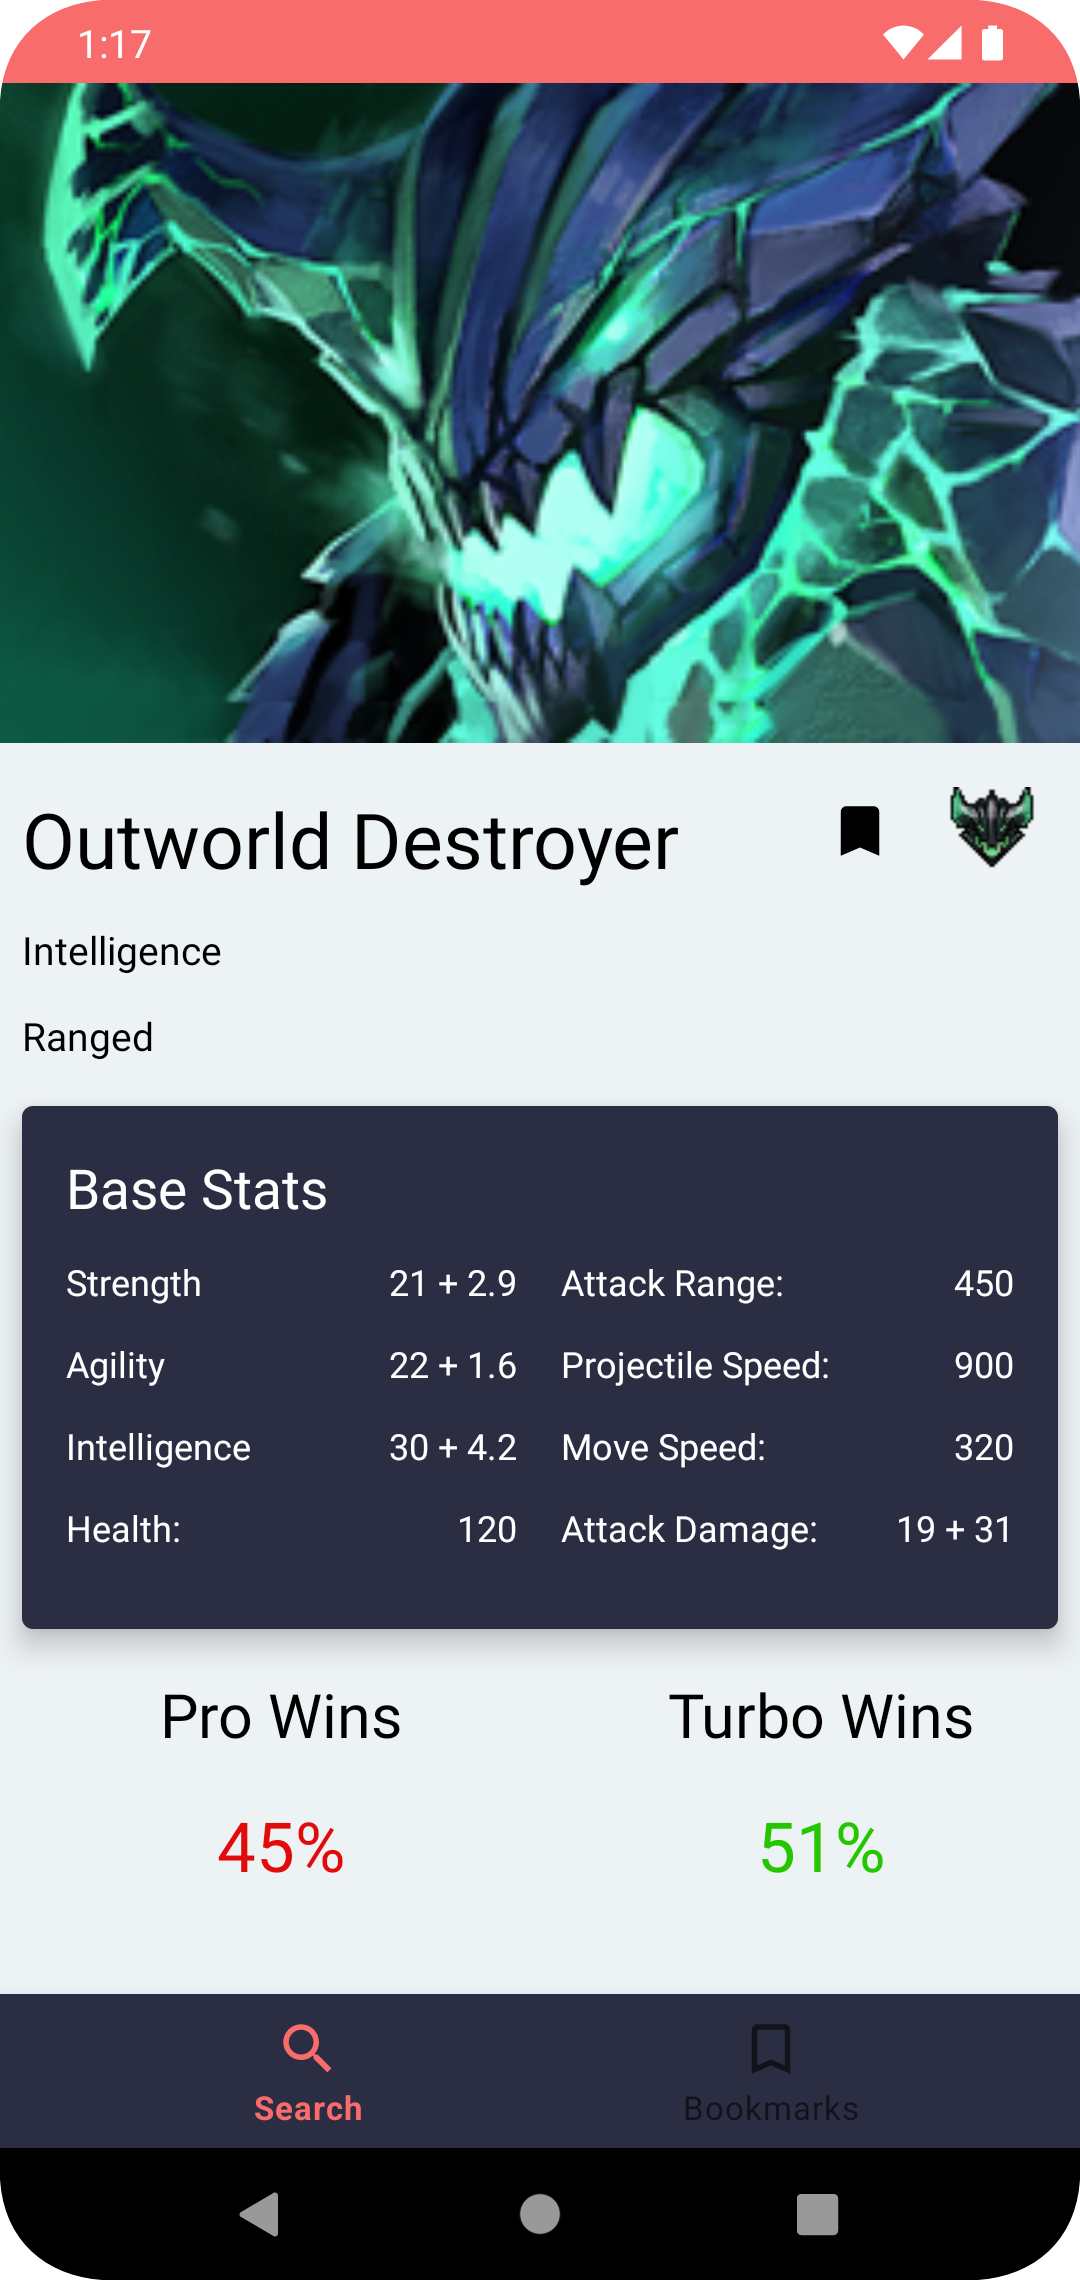 1:17
Outworld Destroyer
Intelligence
Ranged
Base Stats
Strength 21 + 2.9 Attack Range: 450
Agility 22 + 1.6 Projectile Speed: 900
Intelligence 30 + 4.2 Move Speed: 320
Health: 120 Attack Damage: 19 + 31
Pro Wins Turbo Wins
45% 51%
Search Bookmarks